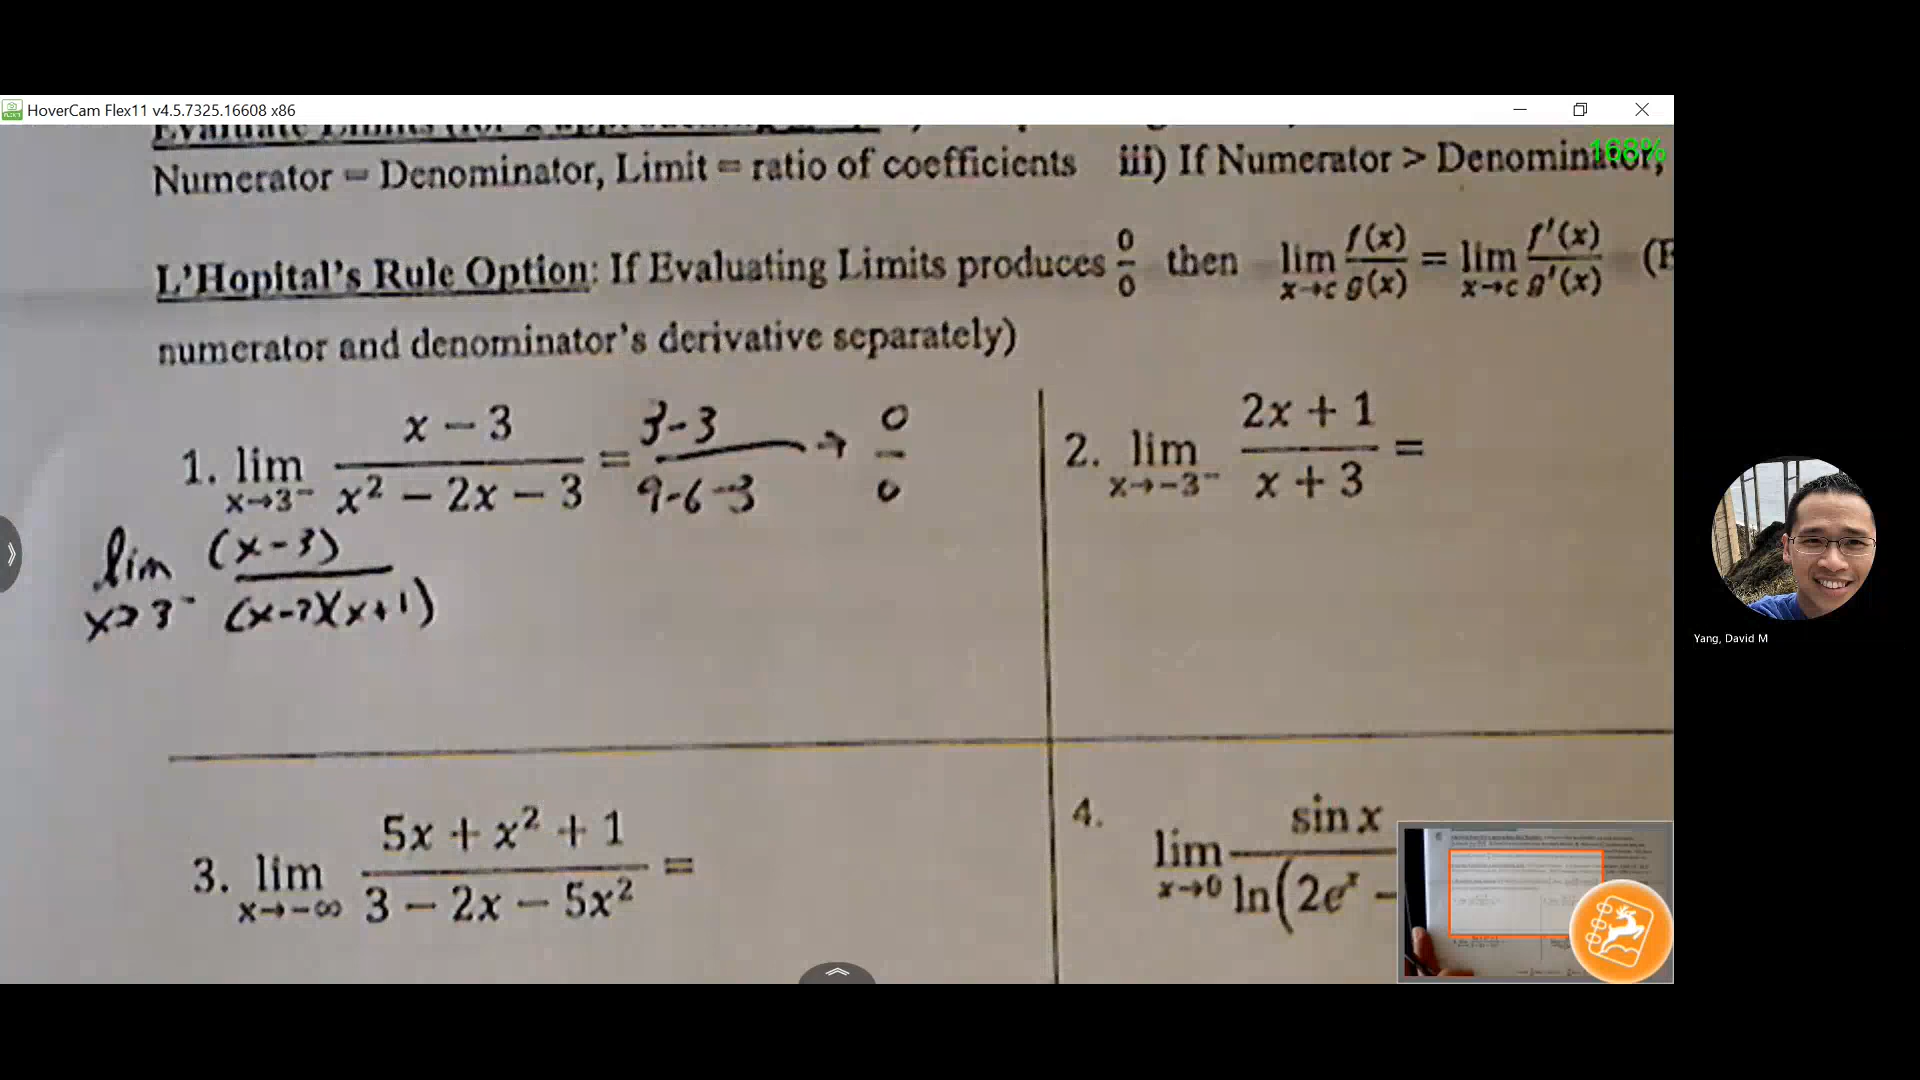 HoverCam Flex11 v4.5.7325.16608 x86
168%
Evaluate Limits (for
Numerator = Denominator, Limit = ratio of coefficients iii) If Numerator > Denominator,
L'Hopital's Rule Option: If Evaluating Limits produces 0/0 then lim x→c f(x)/g(x) = lim x→c f'(x)/g'(x) (
numerator and denominator's derivative separately)
1. lim x→3⁻ (x − 3)/(x² − 2x − 3) = (3-3)/(9-6-3) → 0/0
lim x→3⁻ (x-3)/((x-3)(x+1))
2. lim x→−3⁻ (2x + 1)/(x + 3) =
3. lim x→−∞ (5x + x² + 1)/(3 − 2x − 5x²) =
4. lim x→0 sin x/ln(2eˣ −
Yang, David M